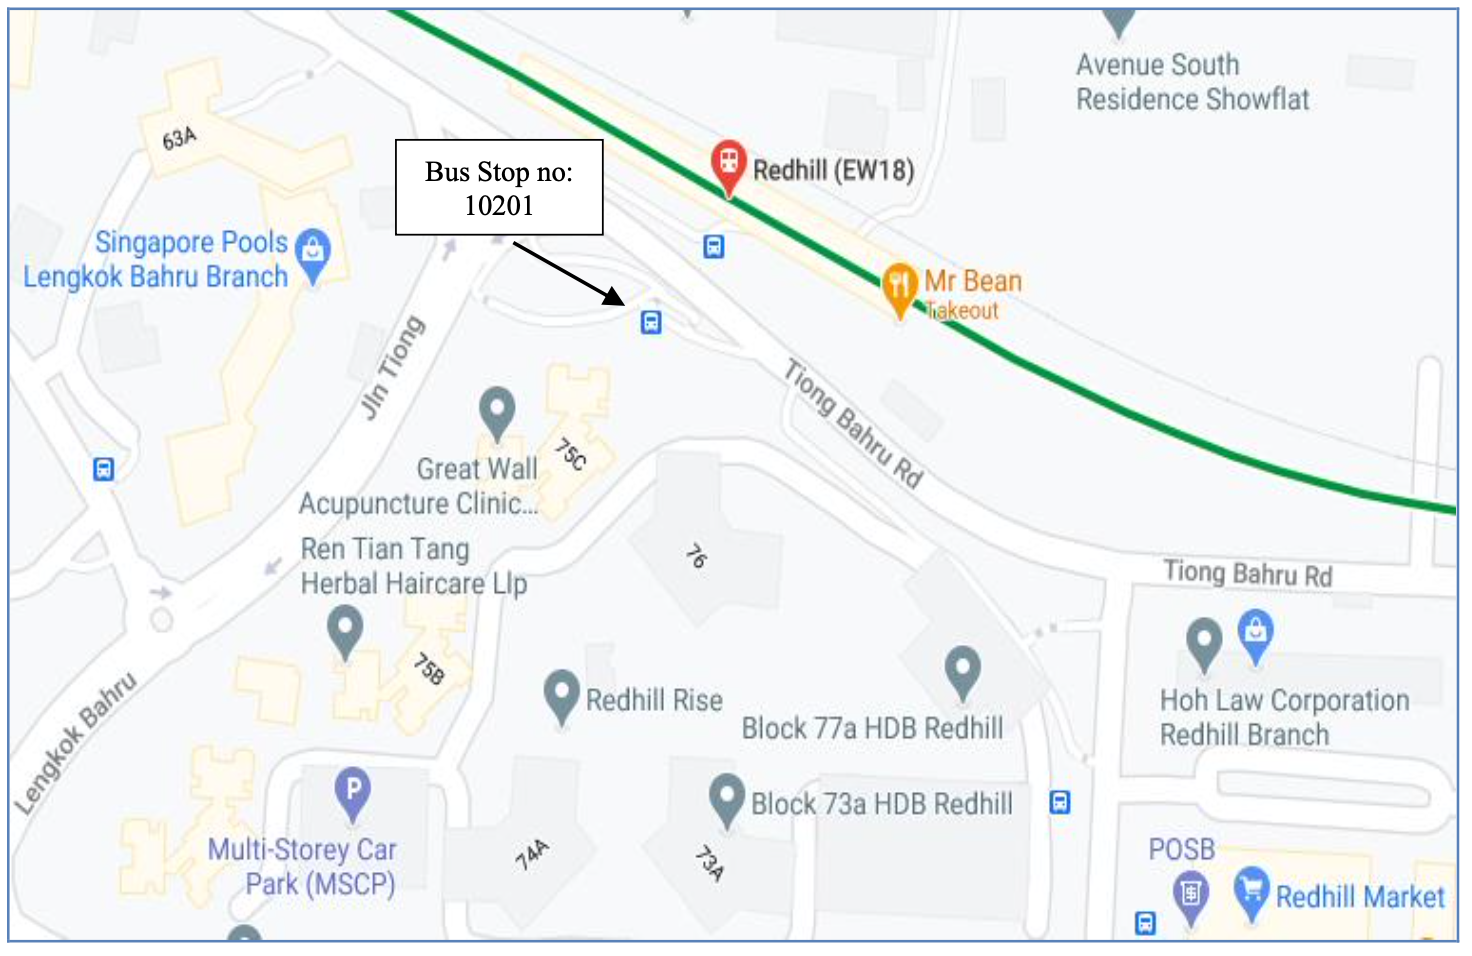 Avenue South
Residence Showflat
63A
Bus Stop no:
10201
Redhill (EW18)
Singapore Pools
Lengkok Bahru Branch
Mr Bean
Takeout
Jln Tiong
Tiong Bahru Rd
75C
Great Wall
Acupuncture Clinic...
Ren Tian Tang
Herbal Haircare Llp
76
Tiong Bahru Rd
75B
Lengkok Bahru
Redhill Rise
Block 77a HDB Redhill
Hoh Law Corporation
Redhill Branch
P
Block 73a HDB Redhill
Multi-Storey Car
Park (MSCP)
74A
73A
POSB
$
Redhill Market